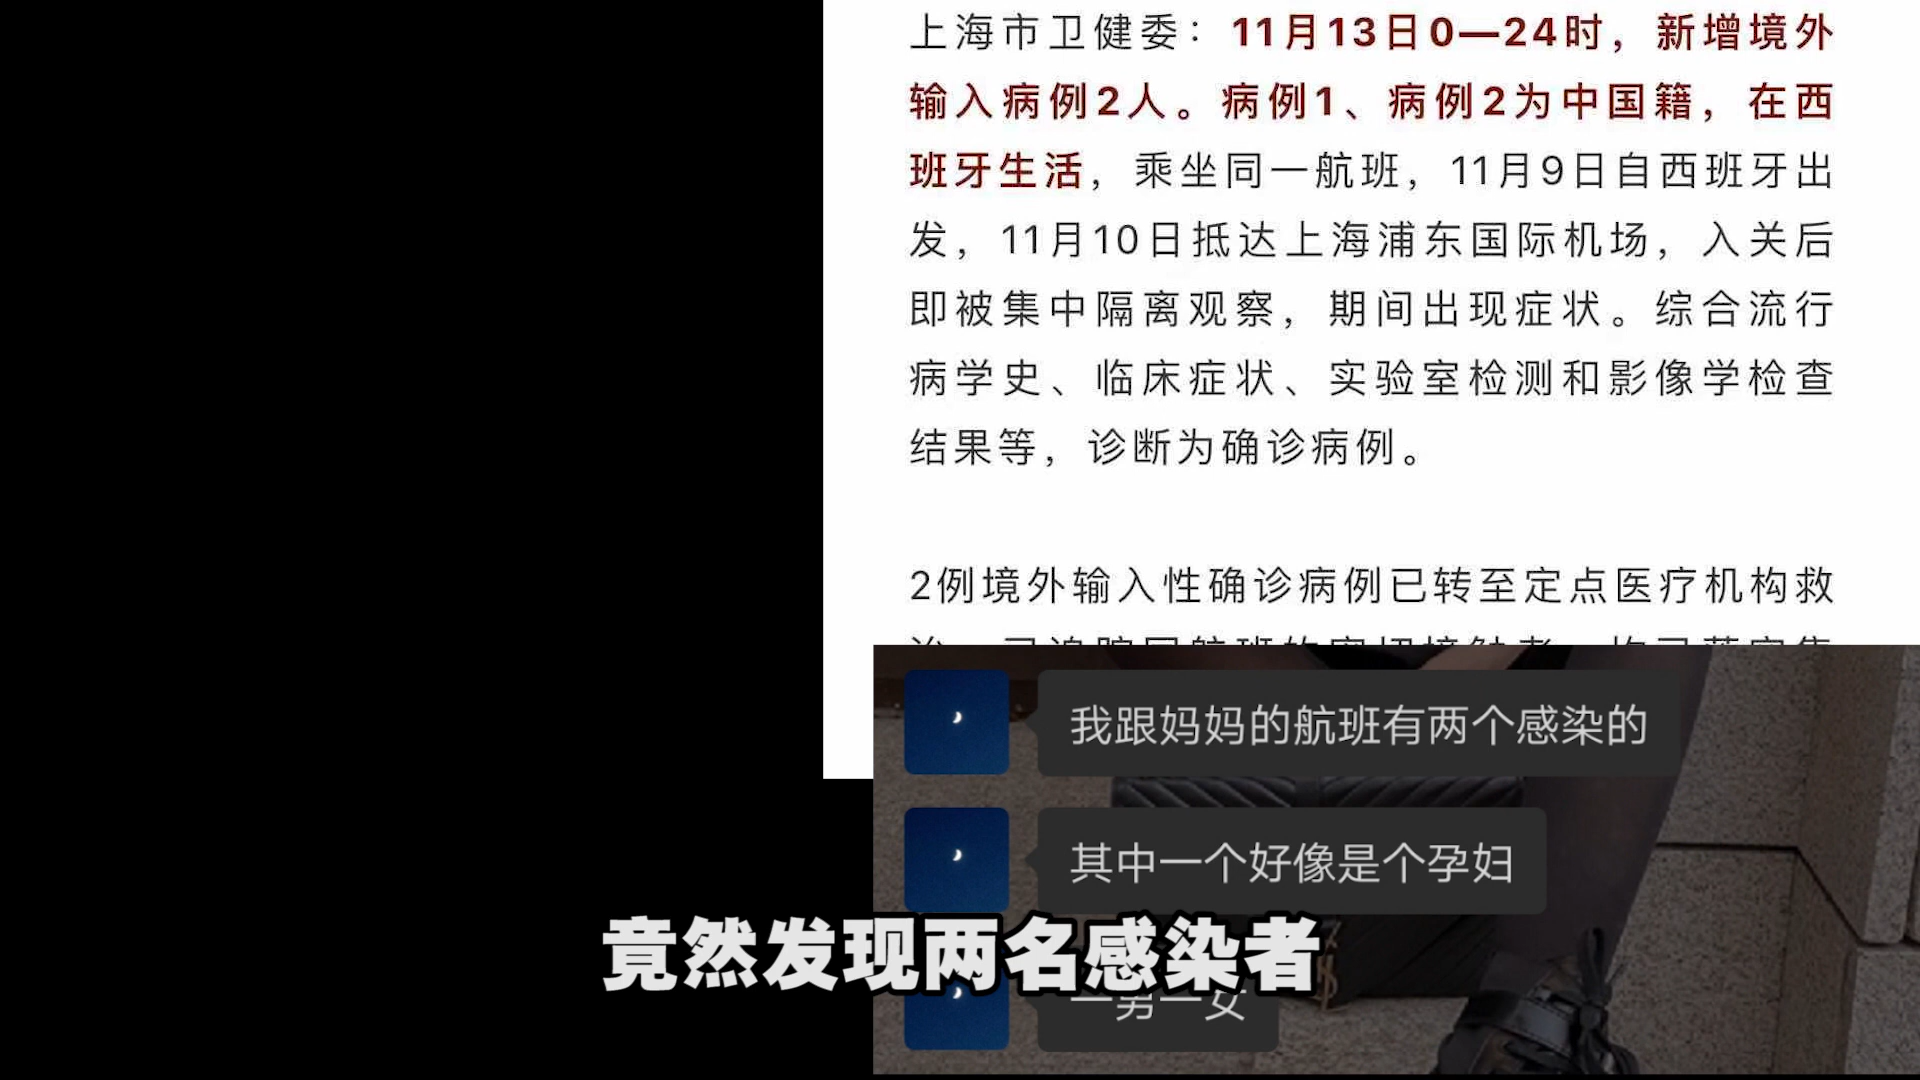 上海市卫健委：11月13日0—24时，新增境外
输入病例2人。病例1、病例2为中国籍，在西
班牙生活，乘坐同一航班，11月9日自西班牙出
发，11月10日抵达上海浦东国际机场，入关后
即被集中隔离观察，期间出现症状。综合流行
病学史、临床症状、实验室检测和影像学检查
结果等，诊断为确诊病例。
2例境外输入性确诊病例已转至定点医疗机构救
我跟妈妈的航班有两个感染的
其中一个好像是个孕妇
竟然发现两名感染者
一男一女